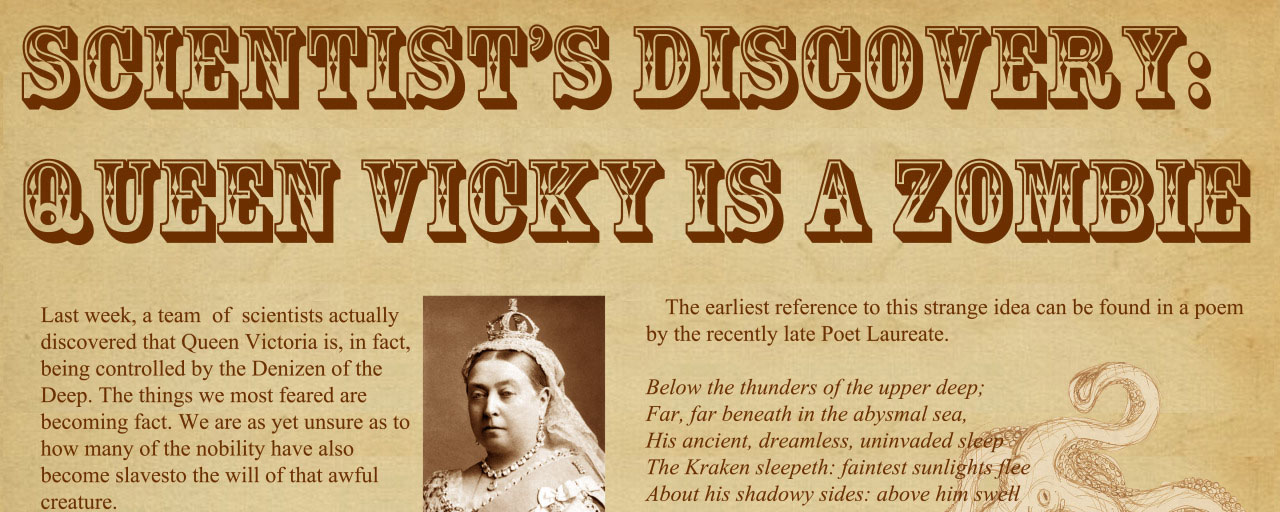 SCIENTIST'S DISCOVERY:
QUEEN VICKY IS A ZOMBIE
Last week, a team of scientists actually
discovered that Queen Victoria is, in fact,
being controlled by the Denizen of the
Deep. The things we most feared are
becoming fact. We are as yet unsure as to
how many of the nobility have also
become slavesto the will of that awful
creature.
The earliest reference to this strange idea can be found in a poem
by the recently late Poet Laureate.
Below the thunders of the upper deep;
Far, far beneath in the abysmal sea,
His ancient, dreamless, uninvaded sleep
The Kraken sleepeth: faintest sunlights flee
About his shadowy sides: above him swell